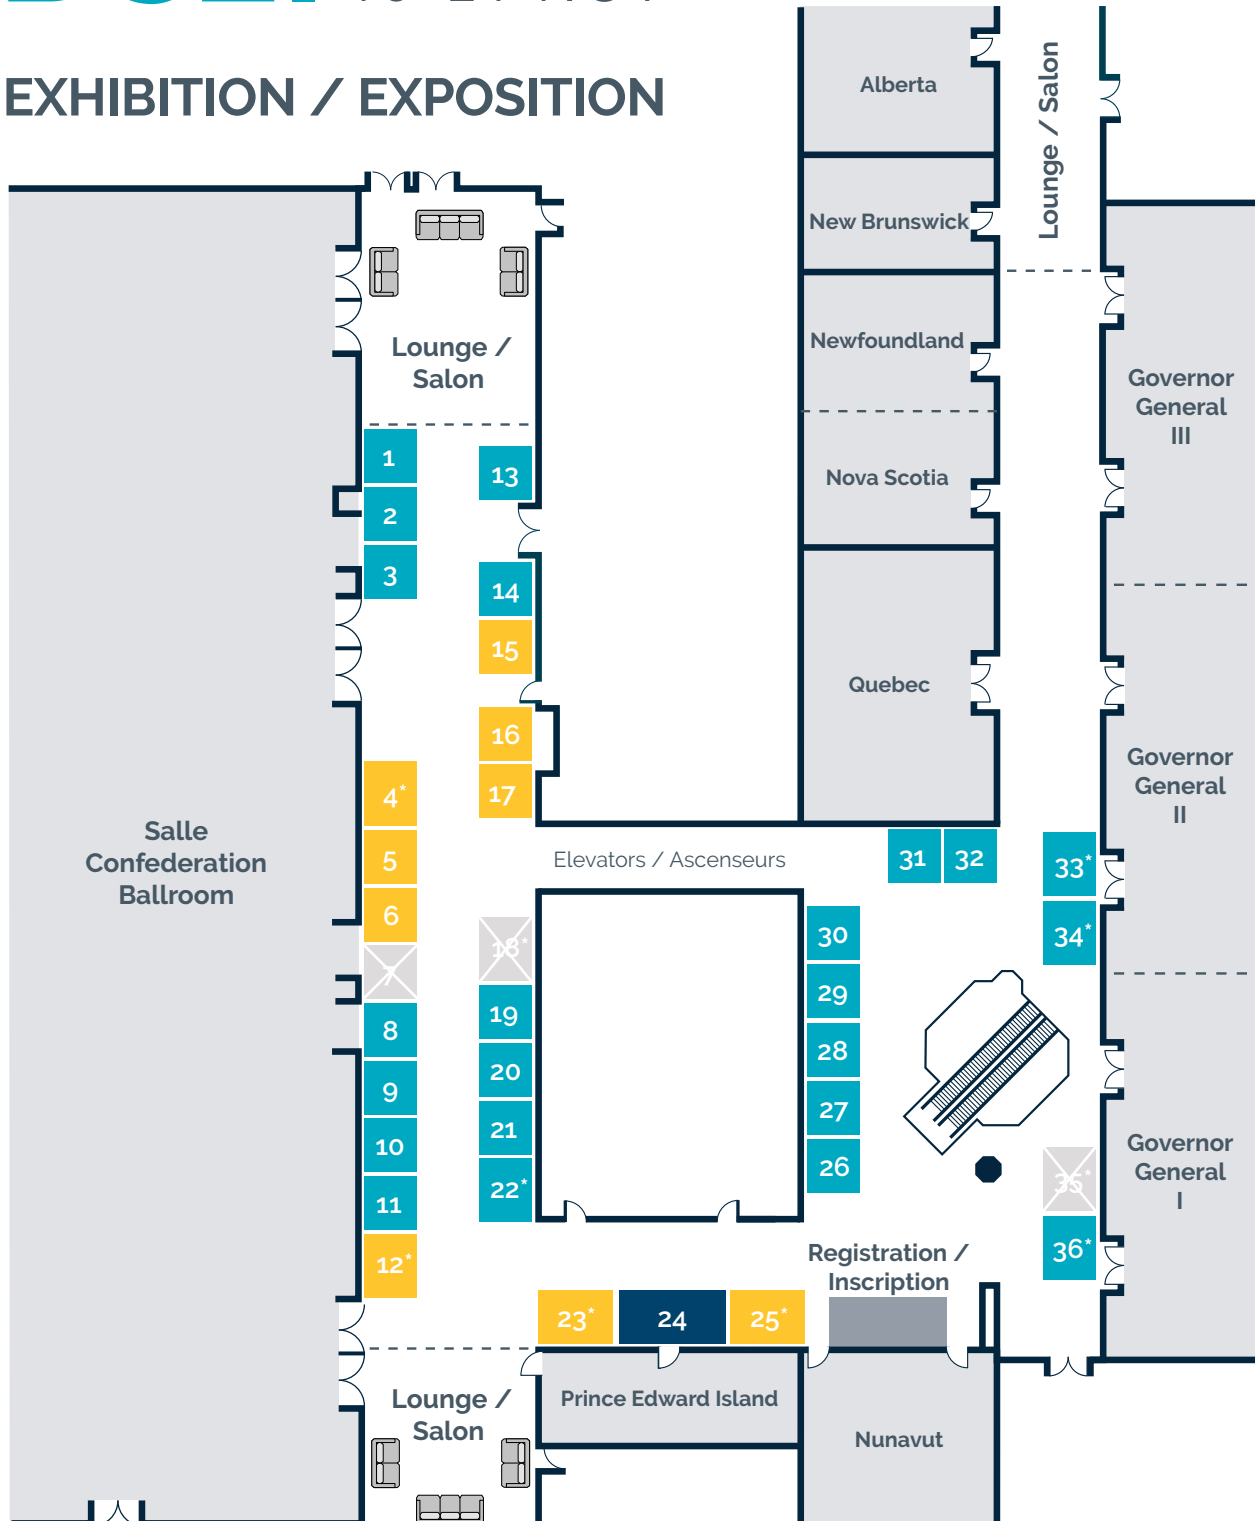 EXHIBITION / EXPOSITION
Alberta
Lounge / Salon
New Brunswick
Newfoundland
Lounge /
Salon
Governor
General
III
Nova Scotia
1
2
3
13
14
15
16
17
Quebec
4*
5
6
7
8
9
10
11
12*
Salle
Confederation
Ballroom
Elevators / Ascenseurs
Governor
General
II
31
32
33*
34*
18*
19
20
21
22*
30
29
28
27
26
35*
36*
Governor
General
I
Registration /
Inscription
23*
24
25*
Lounge /
Salon
Prince Edward Island
Nunavut